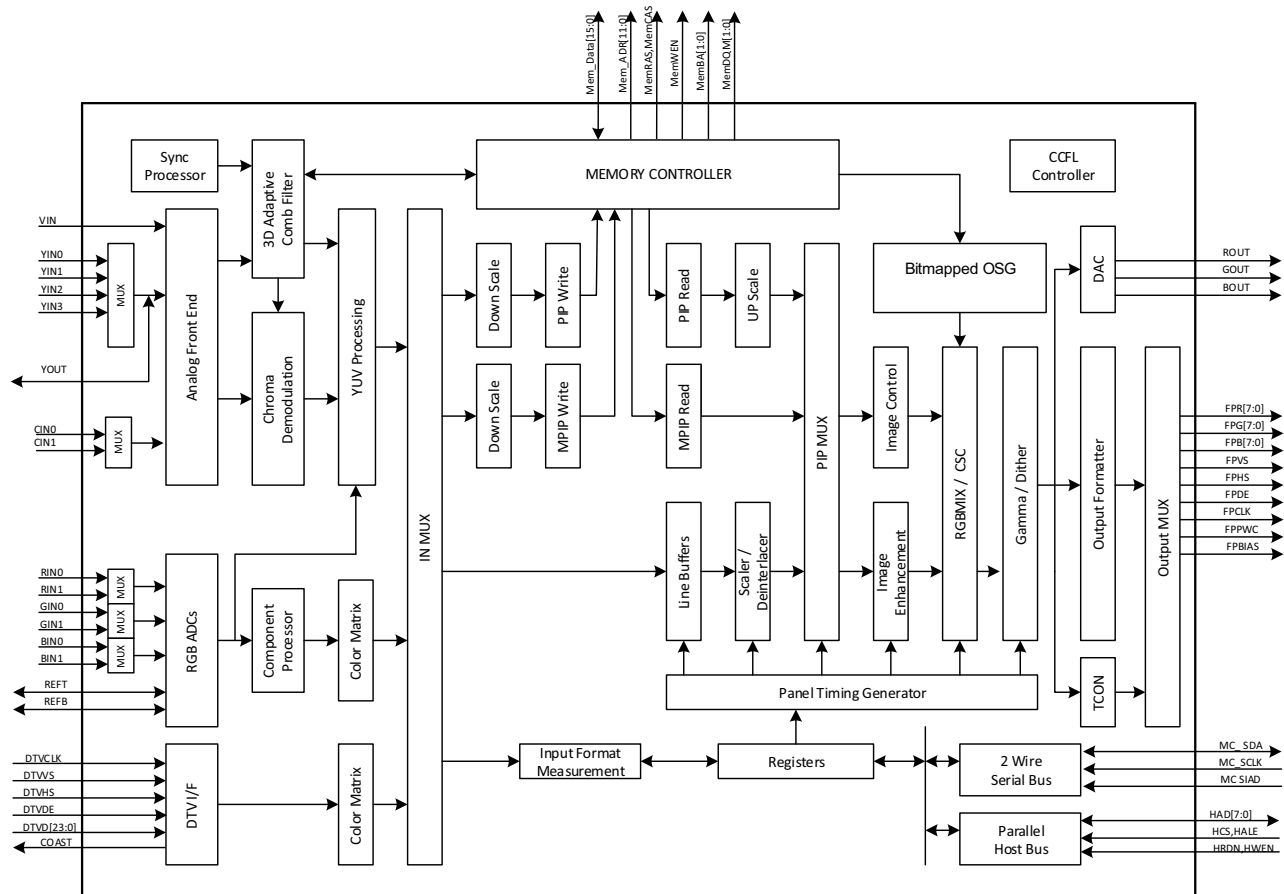 Mem_Data[15:0]
Mem_ADR[11:0]
MemRAS,MemCAS
MemWEN
MemBA[1:0]
MemDQM[1:0]
Sync
Processor
3D Adaptive
Comb Filter
MEMORY CONTROLLER
CCFL
Controller
VIN
YIN0
YIN1
YIN2
YIN3
MUX
YOUT
CIN0
CIN1
MUX
Analog Front End
Chroma
Demodulation
YUV Processing
IN MUX
Down Scale
PIP Write
PIP Read
UP Scale
Down Scale
MPIP Write
MPIP Read
PIP MUX
Bitmapped OSG
Image Control
DAC
ROUT
GOUT
BOUT
RGBMIX / CSC
Gamma / Dither
Output Formatter
Output MUX
FPR[7:0]
FPG[7:0]
FPB[7:0]
FPVS
FPHS
FPDE
FPCLK
FPPWC
FPBIAS
RIN0
RIN1
GIN0
GIN1
BIN0
BIN1
MUX
MUX
MUX
REFT
REFB
RGB ADCs
Component
Processor
Color Matrix
Line Buffers
Scaler /
Deinterlacer
Image
Enhancement
Panel Timing Generator
TCON
DTVCLK
DTVVS
DTVHS
DTVDE
DTVD[23:0]
COAST
DTV I/F
Color Matrix
Input Format
Measurement
Registers
2 Wire
Serial Bus
MC_ SDA
MC_SCLK
MC SIAD
Parallel
Host Bus
HAD[7:0]
HCS,HALE
HRDN,HWEN